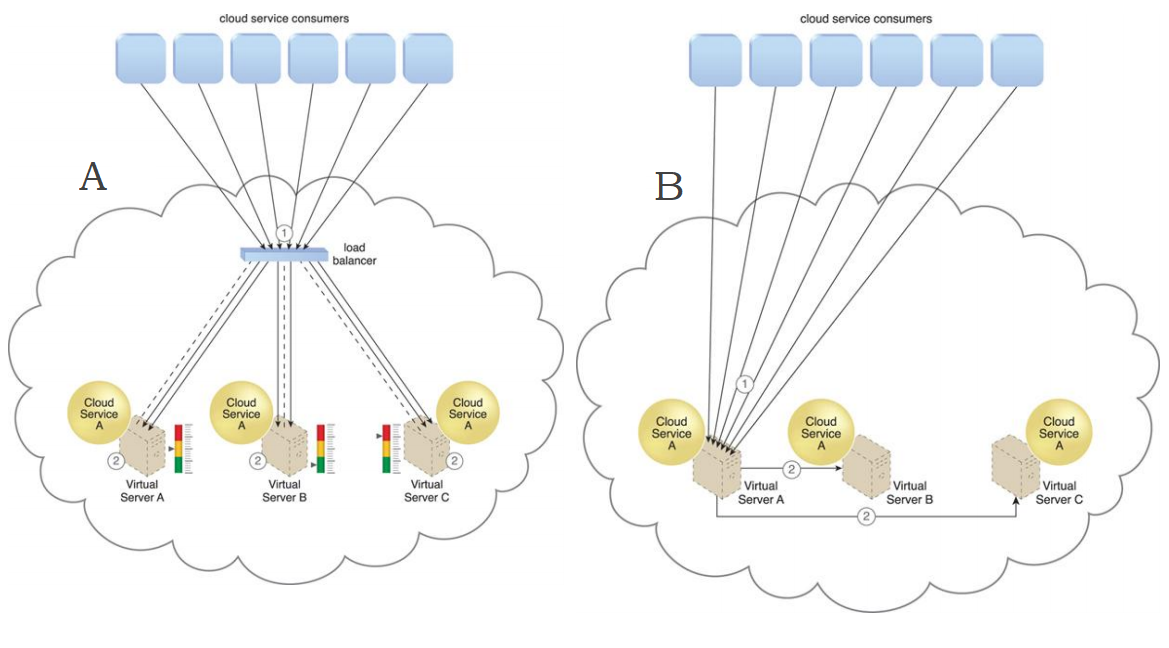 cloud service consumers
A
1
load
balancer
Cloud
Service
A
2
Virtual
Server A
Cloud
Service
A
2
Virtual
Server B
Cloud
Service
A
2
Virtual
Server C
cloud service consumers
B
1
Cloud
Service
A
Virtual
Server A
2
Cloud
Service
A
Virtual
Server B
Cloud
Service
A
Virtual
Server C
2